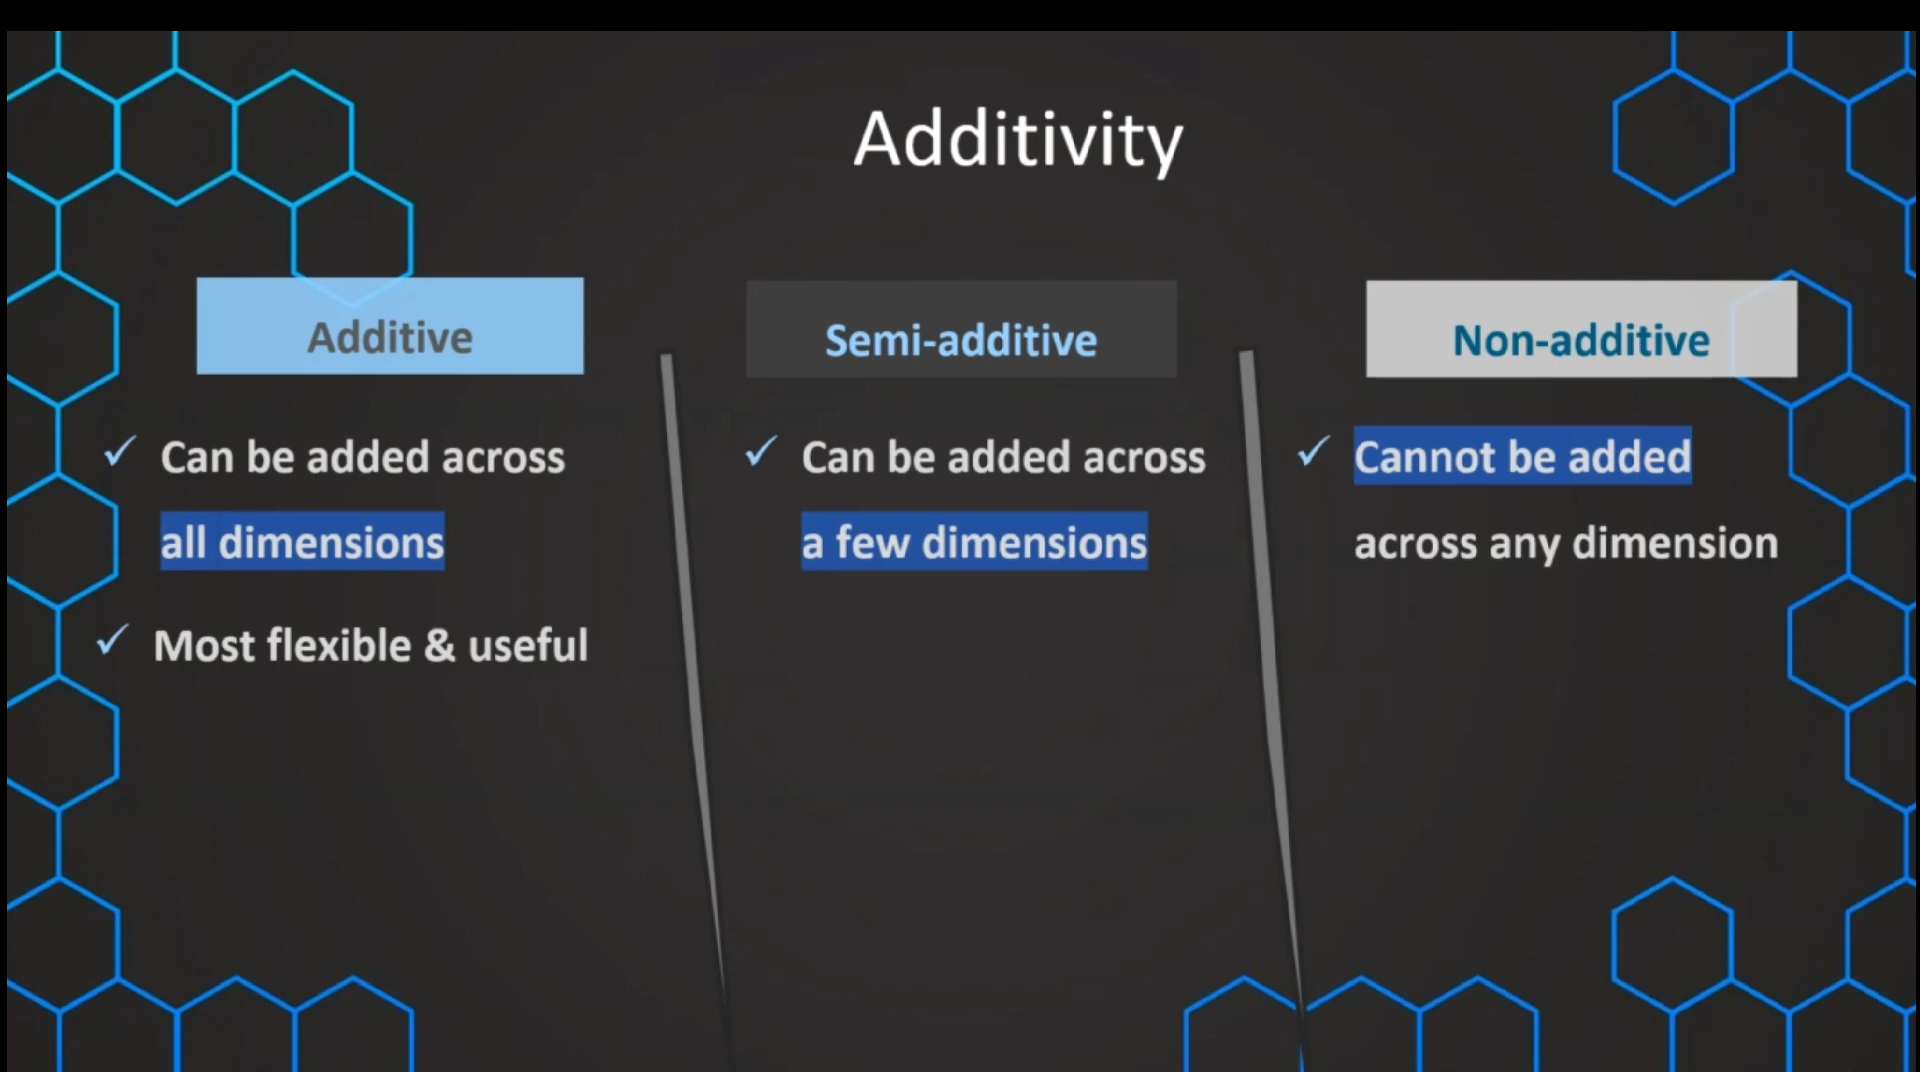 Additivity
Additive
✓ Can be added across
all dimensions
✓ Most flexible & useful
Semi-additive
✓ Can be added across
a few dimensions
Non-additive
✓ Cannot be added
across any dimension